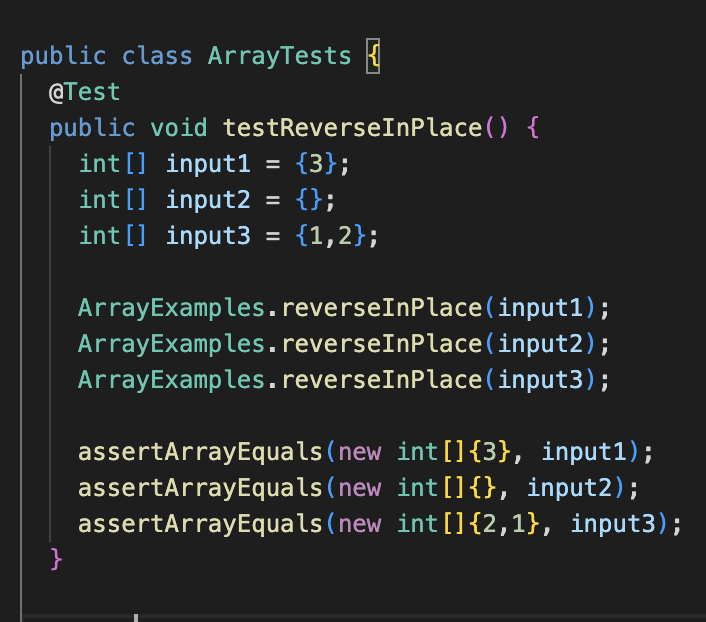 public class ArrayTests {
@Test
public void testReverseInPlace() {
int[] input1 = {3};
int[] input2 = {};
int[] input3 = {1,2};
ArrayExamples.reverseInPlace(input1);
ArrayExamples.reverseInPlace(input2);
ArrayExamples.reverseInPlace(input3);
assertArrayEquals(new int[]{3}, input1);
assertArrayEquals(new int[]{}, input2);
assertArrayEquals(new int[]{2,1}, input3);
}